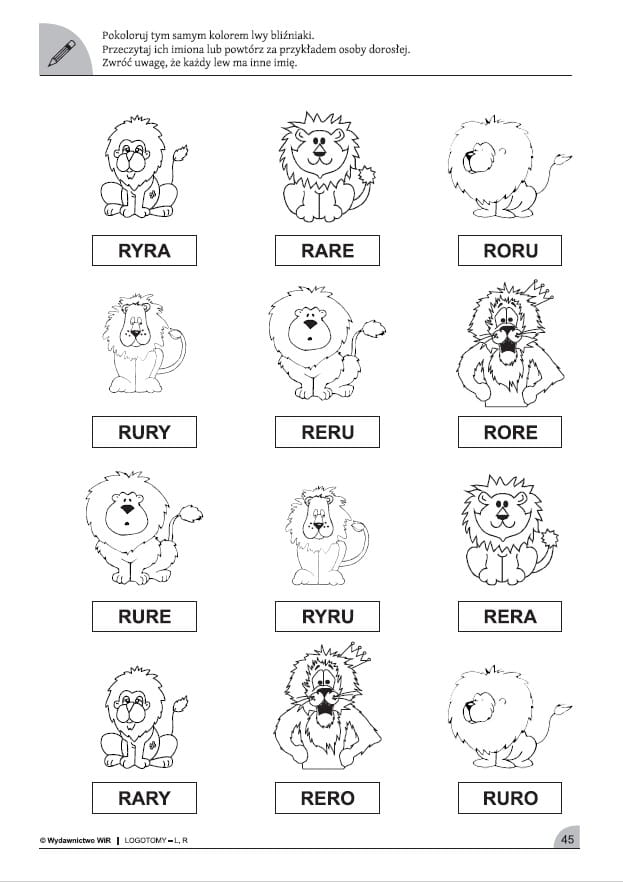 Pokoloruj tym samym kolorem lwy bliźniaki.
Przeczytaj ich imiona lub powtórz za przykładem osoby dorosłej.
Zwróć uwagę, że każdy lew ma inne imię.
RYRA RARE RORU
RURY RERU RORE
RURE RYRU RERA
RARY RERO RURO
© Wydawnictwo WiR | LOGOTOMY – L, R 45